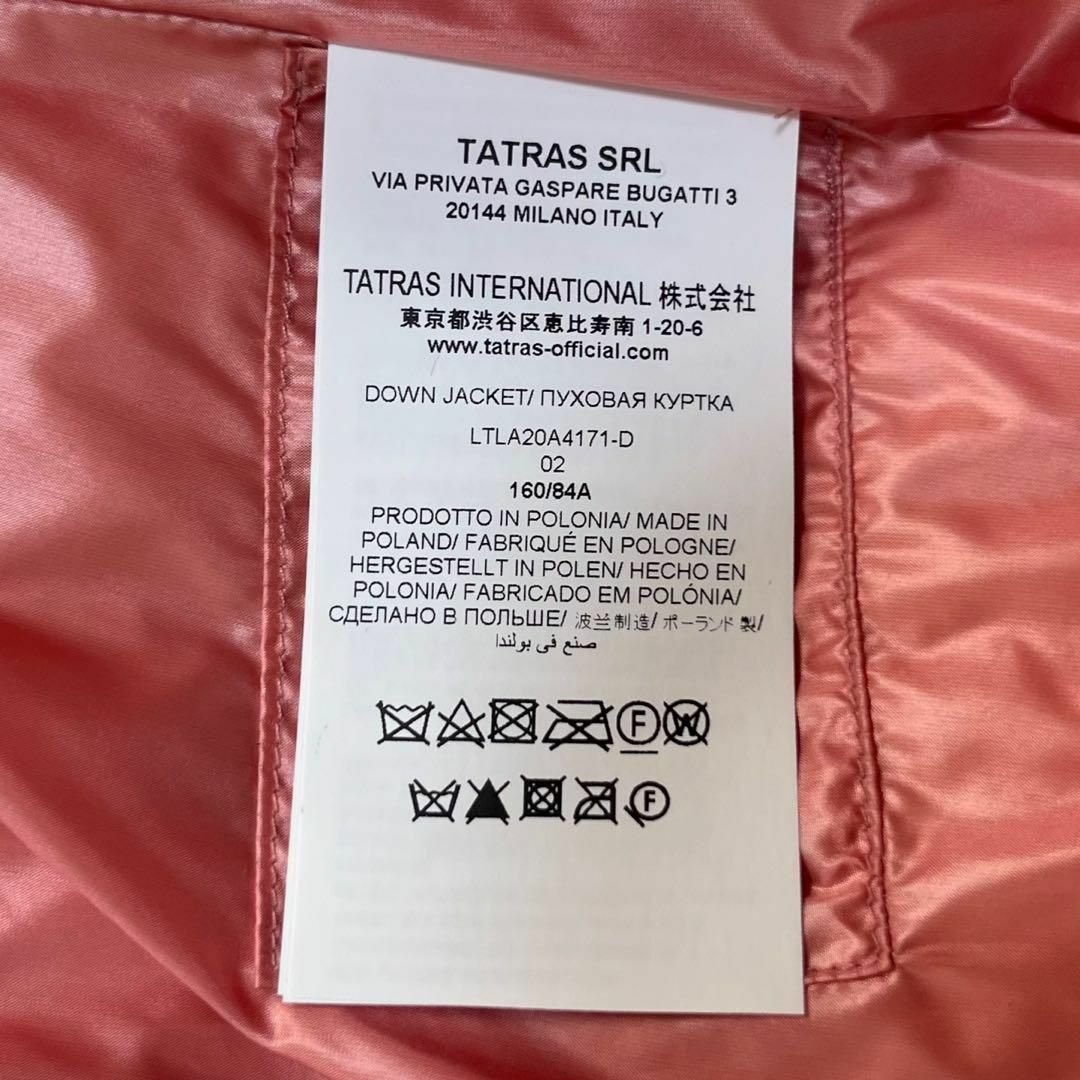 TATRAS SRL
VIA PRIVATA GASPARE BUGATTI 3
20144 MILANO ITALY
TATRAS INTERNATIONAL 株式会社
東京都渋谷区恵比寿南 1-20-6
www.tatras-official.com
DOWN JACKET/ ПУХОВАЯ КУРТКА
LTLA20A4171-D
02
160/84A
PRODOTTO IN POLONIA/ MADE IN
POLAND/ FABRIQUÉ EN POLOGNE/
HERGESTELLT IN POLEN/ HECHO EN
POLONIA/ FABRICADO EM POLÓNIA/
СДЕЛАНО В ПОЛЬШЕ/ 波兰制造/ ポーランド製/
صنع في بولندا
F W
F